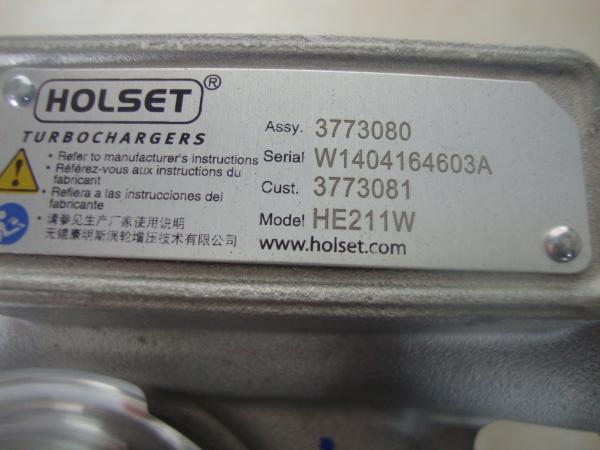 HOLSET®
TURBOCHARGERS
• Refer to manufacturer's instructions
• Référez-vous aux instructions du
fabricant
• Refiera a las instrucciones del
fabricante
• 请参见生产厂家使用说明
无锡康明斯涡轮增压技术有限公司
Assy. 3773080
Serial W1404164603A
Cust. 3773081
Model HE211W
www.holset.com